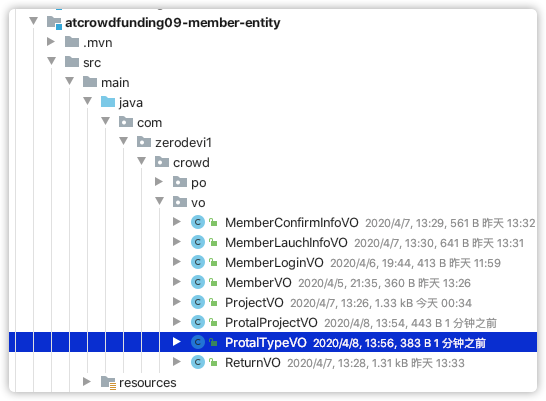 atcrowdfunding09-member-entity
.mvn
src
main
java
com
zerodevi1
crowd
po
vo
MemberConfirmInfoVO 2020/4/7, 13:29, 561 B 昨天 13:32
MemberLauchInfoVO 2020/4/7, 13:30, 641 B 昨天 13:31
MemberLoginVO 2020/4/6, 19:44, 413 B 昨天 11:59
MemberVO 2020/4/5, 21:35, 360 B 昨天 13:26
ProjectVO 2020/4/7, 13:26, 1.33 kB 今天 00:34
ProtalProjectVO 2020/4/8, 13:54, 443 B 1 分钟之前
ProtalTypeVO 2020/4/8, 13:56, 383 B 1 分钟之前
ReturnVO 2020/4/7, 13:28, 1.31 kB 昨天 13:33
resources